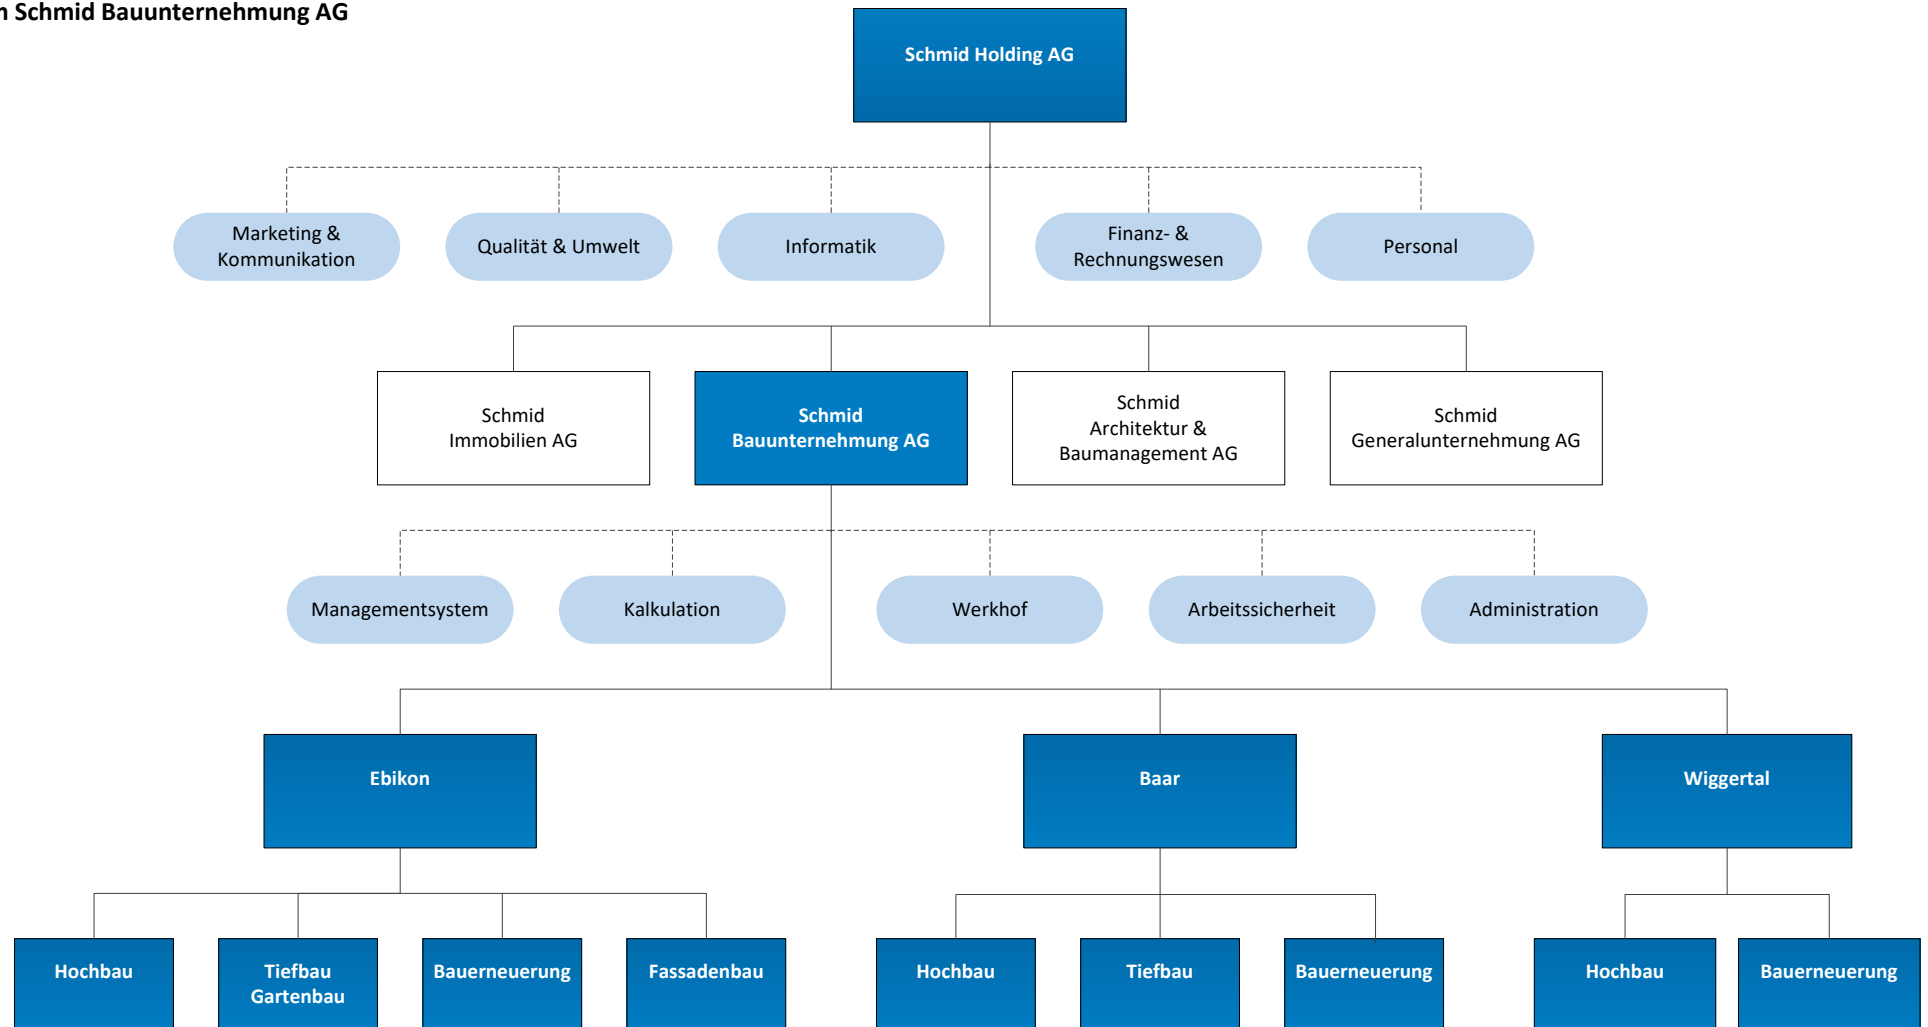 Schmid Bauunternehmung AG
Schmid Holding AG
Marketing &
Kommunikation
Qualität & Umwelt
Informatik
Finanz- &
Rechnungswesen
Personal
Schmid
Immobilien AG
Schmid
Bauunternehmung AG
Schmid
Architektur &
Baumanagement AG
Schmid
Generalunternehmung AG
Managementsystem
Kalkulation
Werkhof
Arbeitssicherheit
Administration
Ebikon
Baar
Wiggertal
Hochbau
Tiefbau
Gartenbau
Bauerneuerung
Fassadenbau
Hochbau
Tiefbau
Bauerneuerung
Hochbau
Bauerneuerung